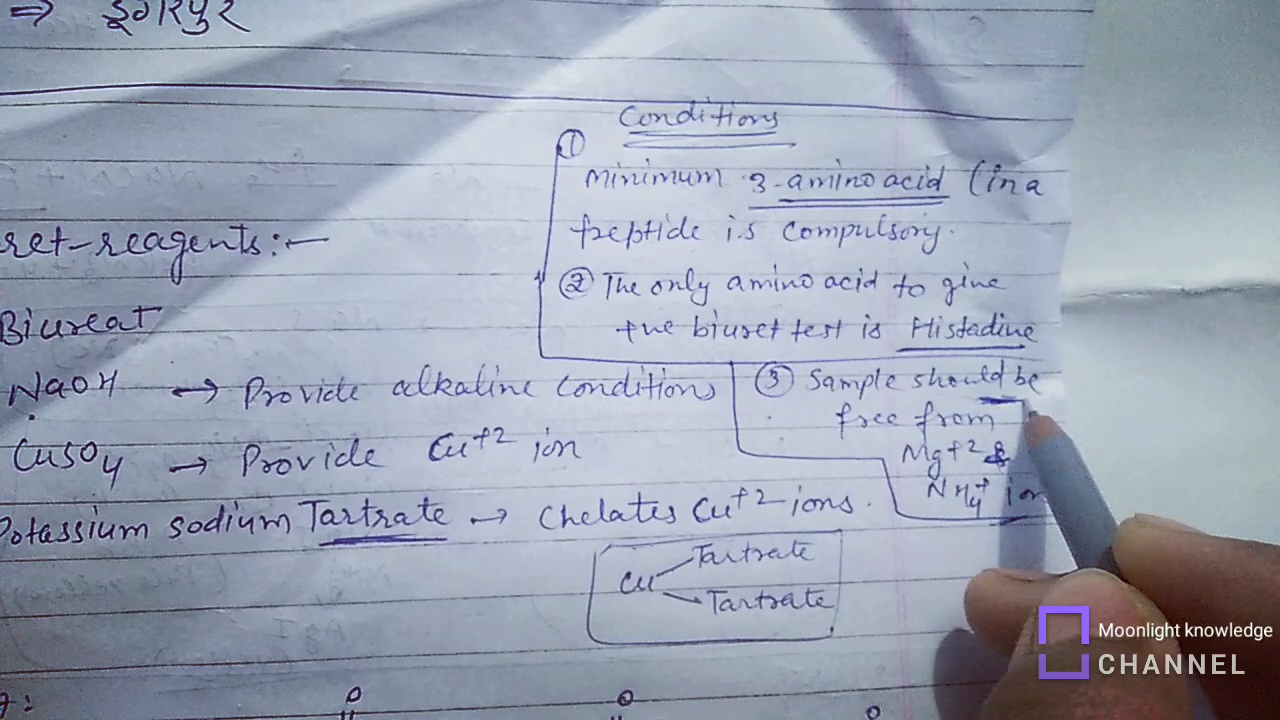 ⇒ इनसपुर
Conditions
① Minimum 3-amino acid (in a
peptide is compulsory.
② The only amino acid to give
+ve biuret test is Histadine
③ Sample should be
free from
Mg+2 &
NH4+ ion
ret-reagents:-
Biureat
NaOH → Provide alkaline conditions
CuSO4 → Provide Cu+2 ion
Potassium sodium Tartrate → Chelates Cu+2-ions.
Cu Tartrate
Tartrate
Moonlight knowledge
CHANNEL